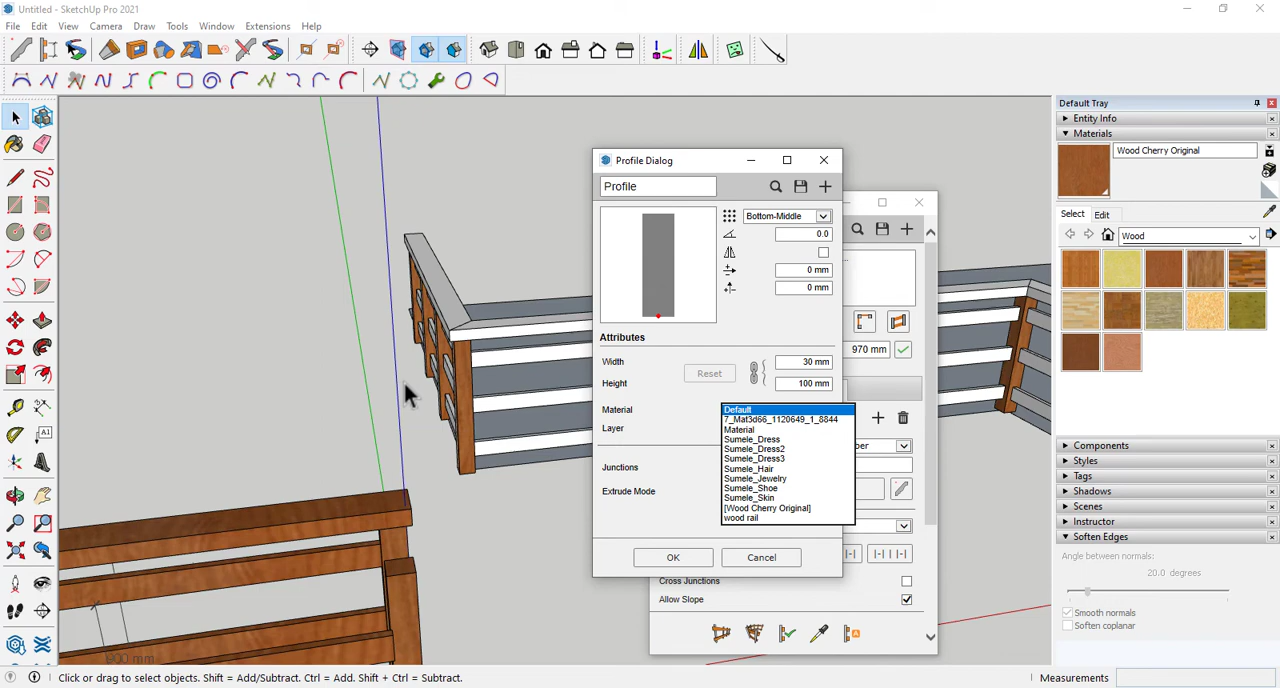 Untitled - SketchUp Pro 2021
File Edit View Camera Draw Tools Window Extensions Help
Default Tray
Entity Info
Materials
Wood Cherry Original
Select Edit
Wood
Components
Styles
Tags
Shadows
Scenes
Instructor
Soften Edges
Angle between normals:
20.0 degrees
Smooth normals
Soften coplanar
Profile Dialog
Profile
Bottom-Middle
0.0
0 mm
0 mm
Attributes
Width 30 mm
Reset
Height 100 mm
Material
Layer
Junctions
Extrude Mode
Default
7_Mat3d66_1120649_1_8844
Material
Sumele_Dress
Sumele_Dress2
Sumele_Dress3
Sumele_Hair
Sumele_Jewelry
Sumele_Shoe
Sumele_Skin
[Wood Cherry Original]
wood rail
OK Cancel
970 mm
ber
Cross Junctions
Allow Slope
900 mm
Click or drag to select objects. Shift = Add/Subtract. Ctrl = Add. Shift + Ctrl = Subtract.
Measurements